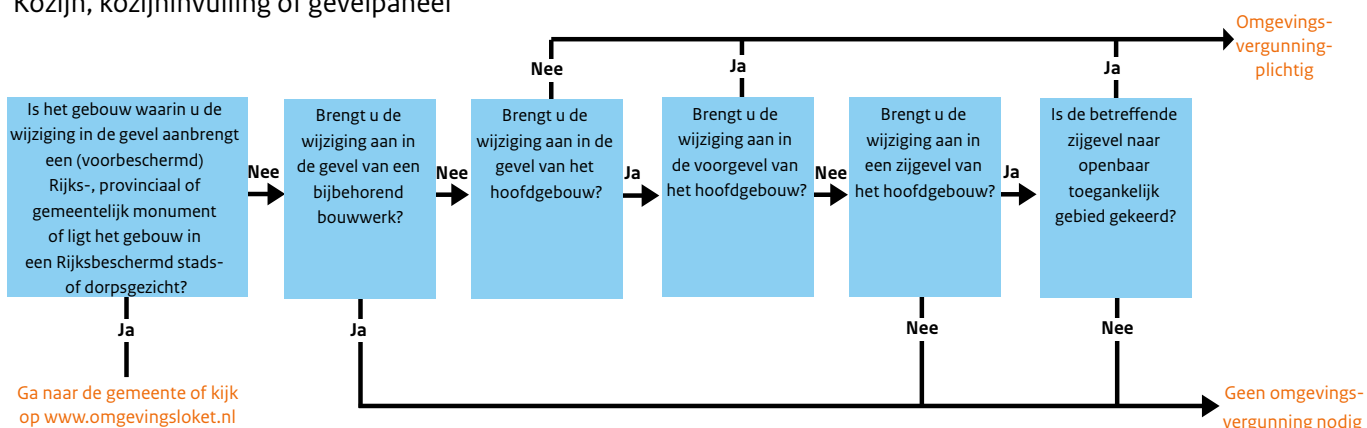 Kozijn, kozijninvulling of gevelpaneel
Omgevings-
vergunning-
plichtig
Nee
Ja
Ja
Is het gebouw waarin u de
wijziging in de gevel aanbrengt
een (voorbeschermd)
Rijks-, provinciaal of
gemeentelijk monument
of ligt het gebouw in
een Rijksbeschermd stads-
of dorpsgezicht?
Nee
Brengt u de
wijziging aan in
de gevel van een
bijbehorend
bouwwerk?
Nee
Brengt u de
wijziging aan in de
gevel van het
hoofdgebouw?
Ja
Brengt u de
wijziging aan in
de voorgevel van
het hoofdgebouw?
Nee
Brengt u de
wijziging aan in
een zijgevel van
het hoofdgebouw?
Ja
Is de betreffende
zijgevel naar
openbaar
toegankelijk
gebied gekeerd?
Ja
Ja
Nee
Nee
Ga naar de gemeente of kijk
op www.omgevingsloket.nl
Geen omgevings-
vergunning nodig